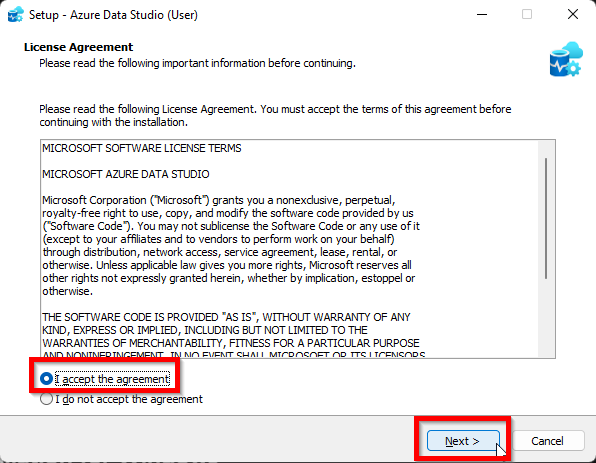 Setup - Azure Data Studio (User)
License Agreement
Please read the following important information before continuing.
Please read the following License Agreement. You must accept the terms of this agreement before
continuing with the installation.
MICROSOFT SOFTWARE LICENSE TERMS
MICROSOFT AZURE DATA STUDIO
Microsoft Corporation ("Microsoft") grants you a nonexclusive, perpetual,
royalty-free right to use, copy, and modify the software code provided by us
("Software Code"). You may not sublicense the Software Code or any use of it
(except to your affiliates and to vendors to perform work on your behalf)
through distribution, network access, service agreement, lease, rental, or
otherwise. Unless applicable law gives you more rights, Microsoft reserves all
other rights not expressly granted herein, whether by implication, estoppel or
otherwise.
THE SOFTWARE CODE IS PROVIDED "AS IS", WITHOUT WARRANTY OF ANY
KIND, EXPRESS OR IMPLIED, INCLUDING BUT NOT LIMITED TO THE
WARRANTIES OF MERCHANTABILITY, FITNESS FOR A PARTICULAR PURPOSE
AND NONINFRINGEMENT. IN NO EVENT SHALL MICROSOFT OR ITS LICENSORS
I accept the agreement
I do not accept the agreement
Next >
Cancel